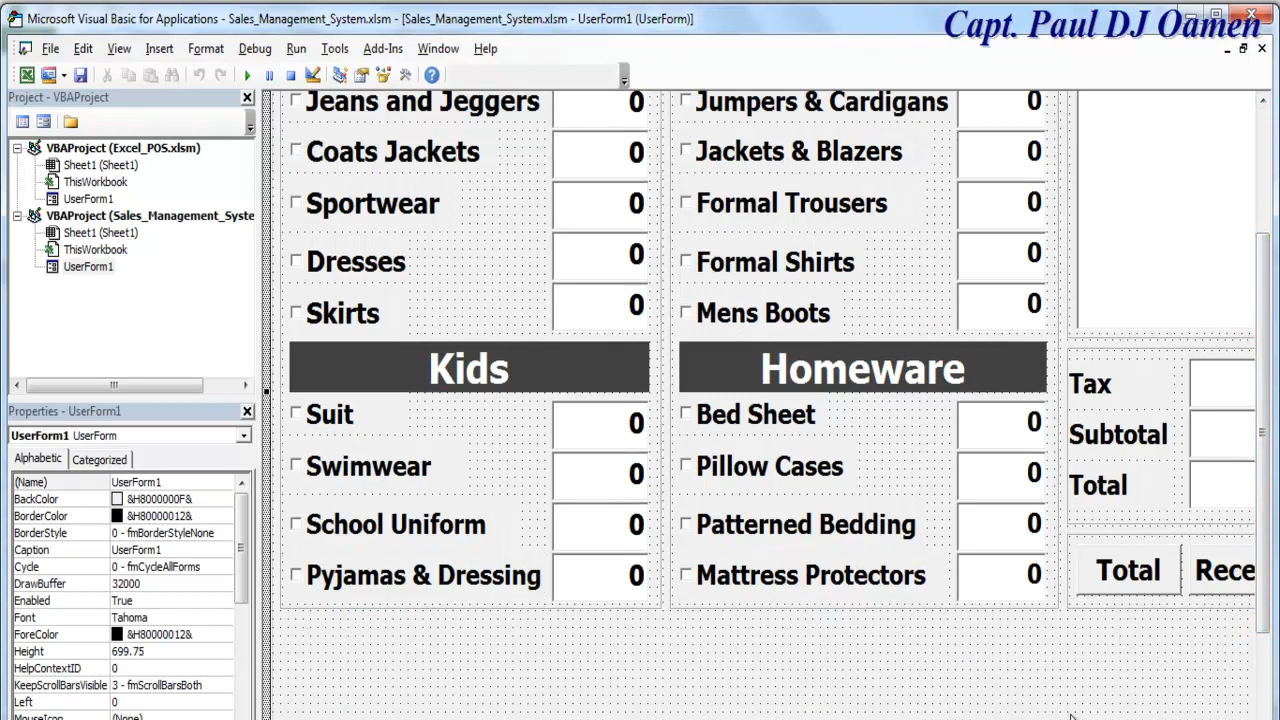 Microsoft Visual Basic for Applications - Sales_Management_System.xlsm - [Sales_Management_System.xlsm - UserForm1 (UserForm)]
Capt. Paul DJ Oamen
File Edit View Insert Format Debug Run Tools Add-Ins Window Help
Project - VBAProject
VBAProject (Excel_POS.xlsm)
Sheet1 (Sheet1)
ThisWorkbook
UserForm1
VBAProject (Sales_Management_Syste
Sheet1 (Sheet1)
ThisWorkbook
UserForm1
Properties - UserForm1
UserForm1 UserForm
Alphabetic Categorized
(Name) UserForm1
BackColor &H8000000F&
BorderColor &H80000012&
BorderStyle 0 - fmBorderStyleNone
Caption UserForm1
Cycle 0 - fmCycleAllForms
DrawBuffer 32000
Enabled True
Font Tahoma
ForeColor &H80000012&
Height 699.75
HelpContextID 0
KeepScrollBarsVisible 3 - fmScrollBarsBoth
Left 0
MouseIcon (None)
Jeans and Jeggers 0
Coats Jackets 0
Sportwear 0
Dresses 0
Skirts 0
Kids
Suit 0
Swimwear 0
School Uniform 0
Pyjamas & Dressing 0
Jumpers & Cardigans 0
Jackets & Blazers 0
Formal Trousers 0
Formal Shirts 0
Mens Boots 0
Homeware
Bed Sheet 0
Pillow Cases 0
Patterned Bedding 0
Mattress Protectors 0
Tax
Subtotal
Total
Total Rece